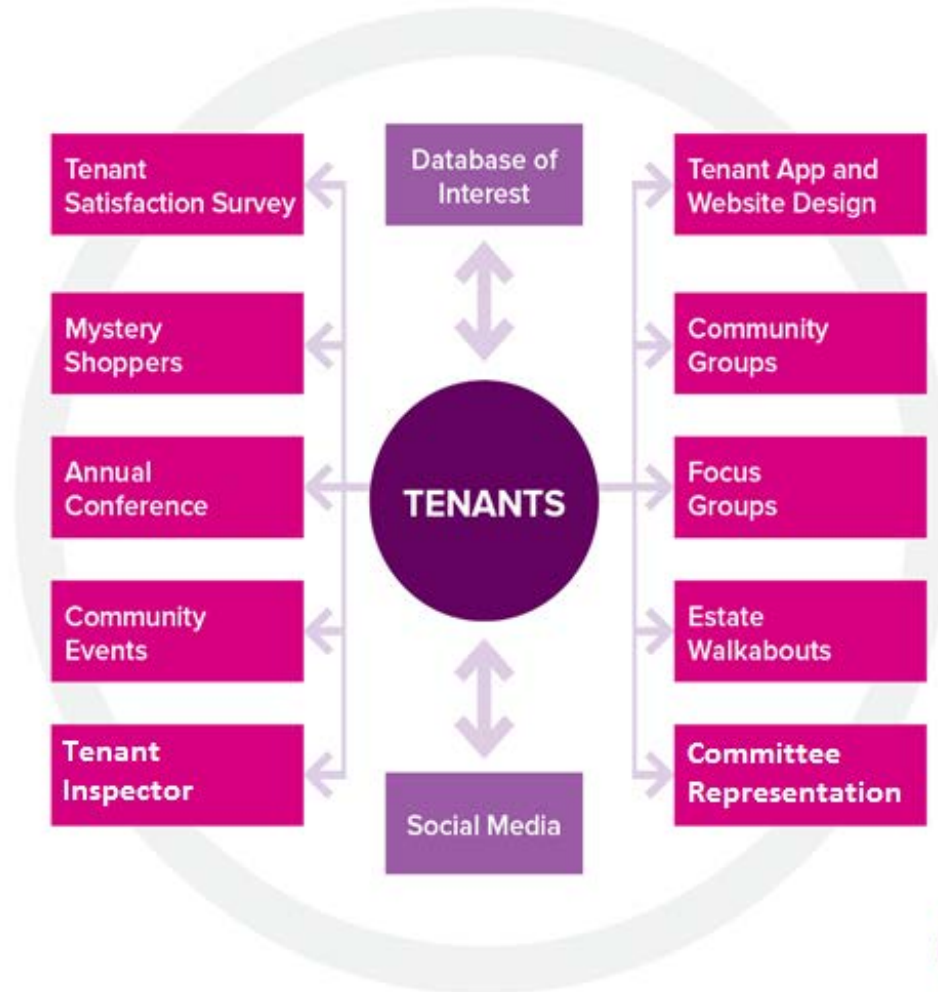 Tenant
Satisfaction Survey
Mystery
Shoppers
Annual
Conference
Community
Events
Tenant
Inspector
Database of
Interest
TENANTS
Social Media
Tenant App and
Website Design
Community
Groups
Focus
Groups
Estate
Walkabouts
Committee
Representation